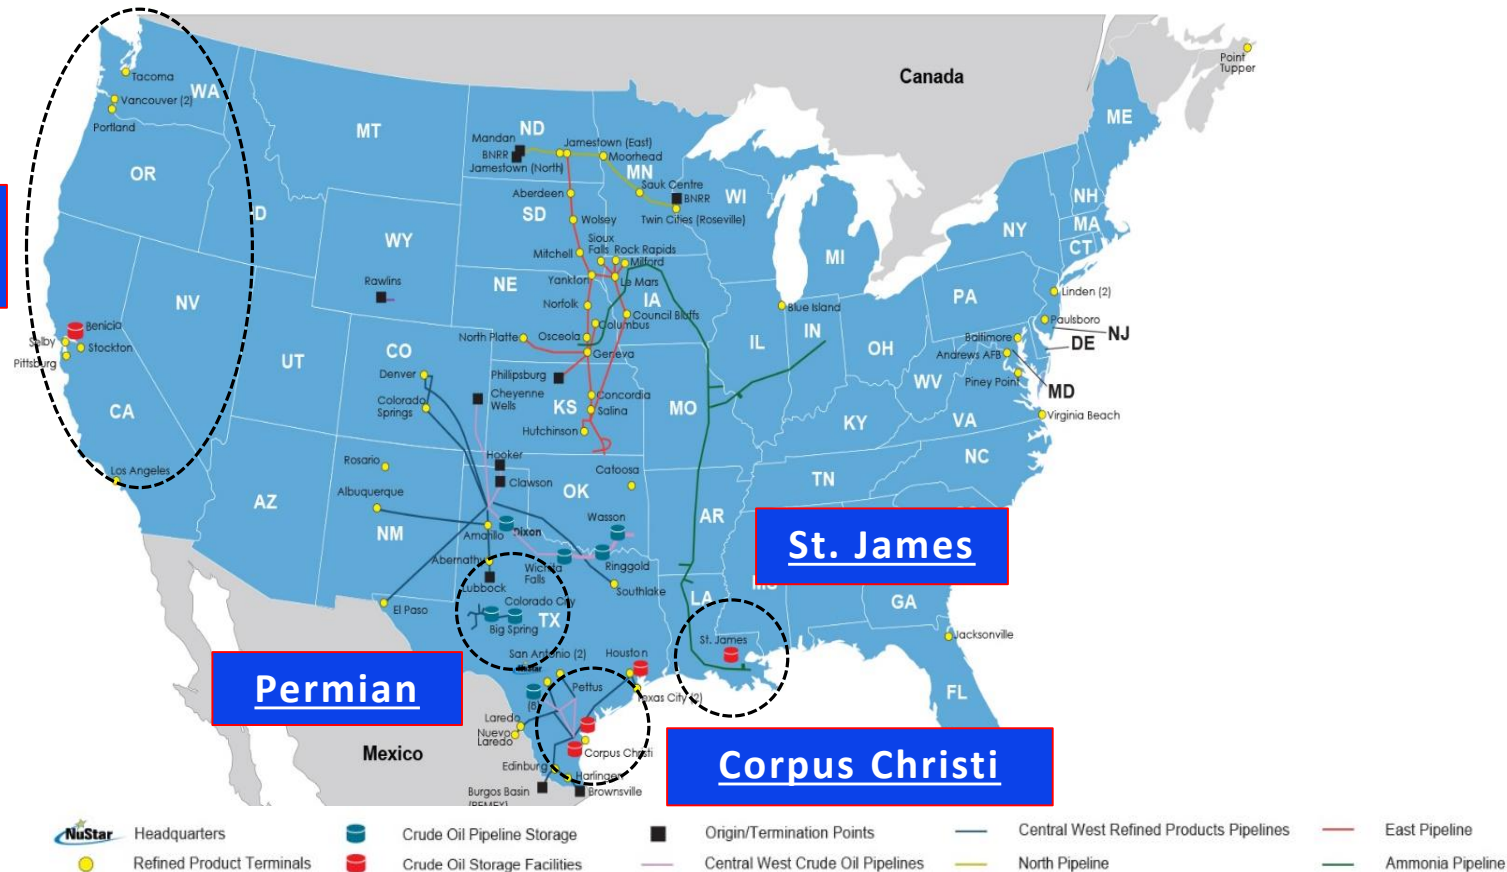 Canada
Point
Tupper
Tacoma
WA
Vancouver (2)
Portland
OR
MT
ND
Mandan
BNRR
Jamestown (North)
Jamestown (East)
Moorhead
MN
Sauk Centre
BNRR
Twin Cities (Roseville)
WI
ME
NH
MA
CT
NY
MI
D
WY
SD
Aberdeen
Wolsey
Mitchell
Sioux
Falls
Rock Rapids
Milford
Yankton
Le Mars
Rawlins
NE
IA
Norfolk
Columbus
Council Bluffs
North Platte
Osceola
Geneva
Blue Island
PA
Linden (2)
Paulsboro
NJ
DE
Baltimore
Andrews AFB
Piney Point
MD
Virginia Beach
NV
Benicia
Selby
Stockton
Pittsburg
UT
CO
Denver
Colorado
Springs
Phillipsburg
Cheyenne
Wells
KS
Concordia
Salina
Hutchinson
IL
IN
OH
WV
VA
KY
MO
CA
Los Angeles
AZ
Rosario
Albuquerque
NM
Hooker
Clawson
OK
Catoosa
TN
NC
AR
Amarillo
Dixon
Wasson
Abernathy
Wichita
Falls
Ringgold
Lubbock
Southlake
St. James
LA
GA
El Paso
Colorado City
Big Spring
TX
Jacksonville
San Antonio (2)
NuStar
Houston
St. James
Permian
Pettus
(8)
Texas City (2)
FL
Laredo
Nuevo
Laredo
Corpus Christi
Corpus Christi
Mexico
Edinburg
Harlingen
Burgos Basin
(PEMEX)
Brownsville
NuStar
Headquarters
Crude Oil Pipeline Storage
Origin/Termination Points
Central West Refined Products Pipelines
East Pipeline
Refined Product Terminals
Crude Oil Storage Facilities
Central West Crude Oil Pipelines
North Pipeline
Ammonia Pipeline